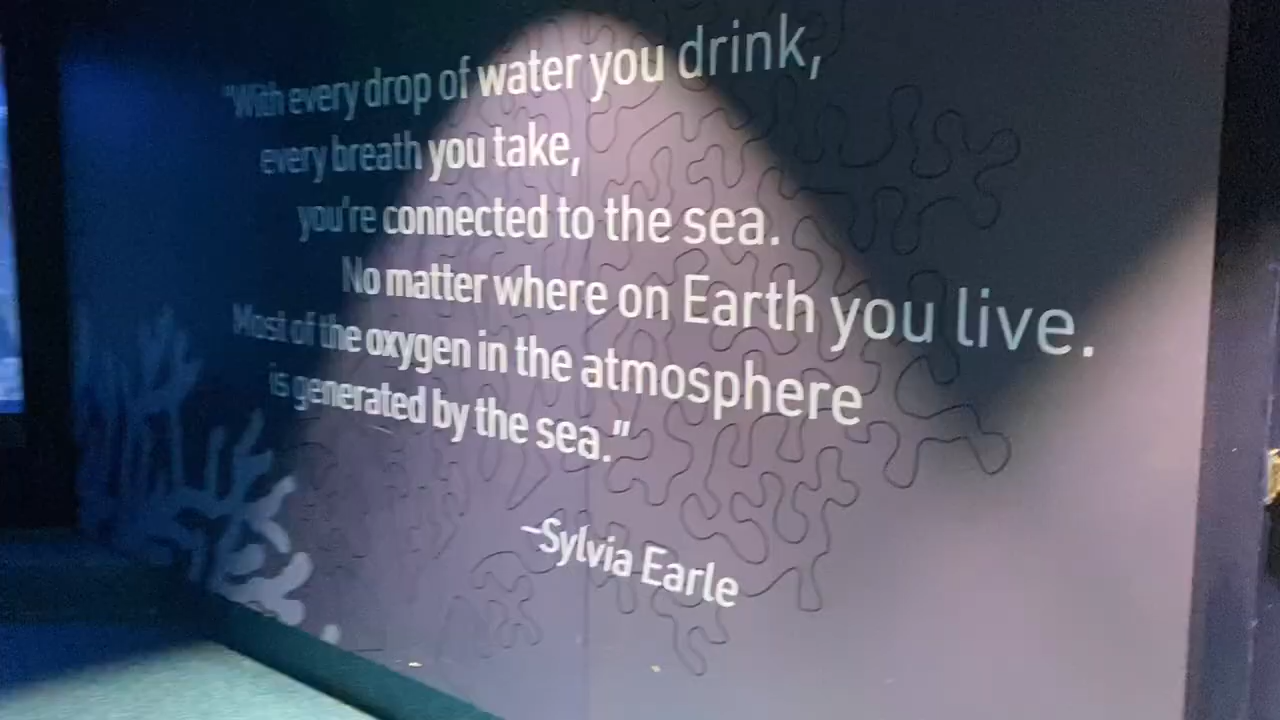 "With every drop of water you drink,
every breath you take,
you're connected to the sea.
No matter where on Earth you live.
Most of the oxygen in the atmosphere
is generated by the sea."
–Sylvia Earle